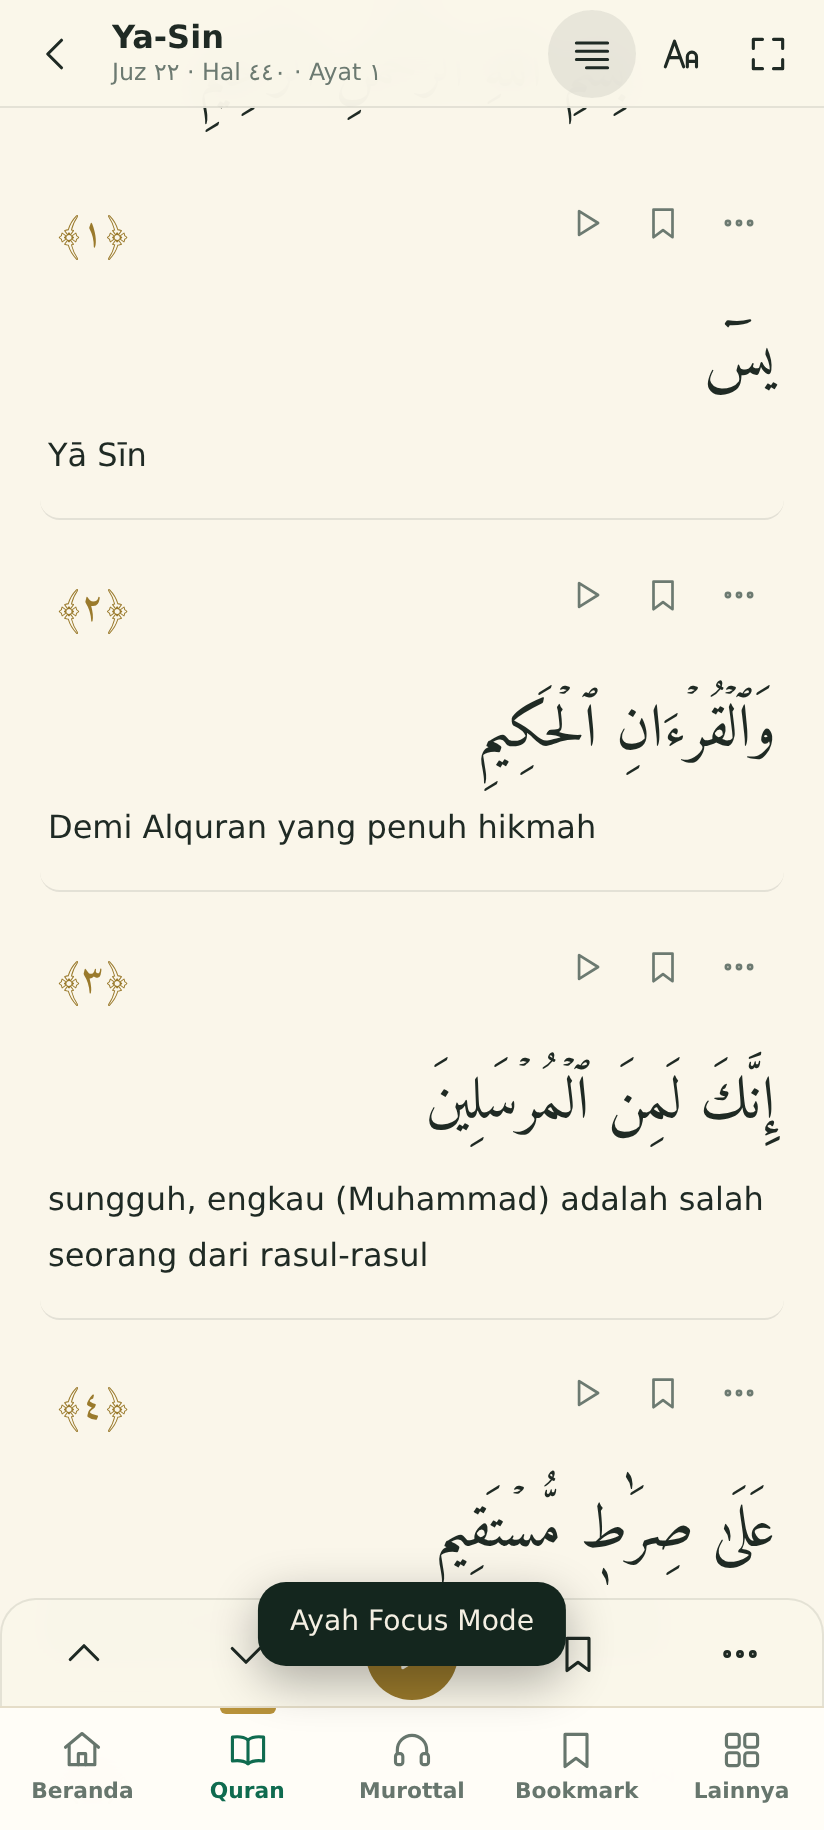 Ya-Sin
Juz ٢٢ · Hal ٤٤٠ · Ayat ١
﴿١﴾
يسٓ
Yā Sīn
﴿٢﴾
وَٱلْقُرْءَانِ ٱلْحَكِيمِ
Demi Alquran yang penuh hikmah
﴿٣﴾
إِنَّكَ لَمِنَ ٱلْمُرْسَلِينَ
sungguh, engkau (Muhammad) adalah salah
seorang dari rasul-rasul
﴿٤﴾
عَلَىٰ صِرَٰطٍ مُّسْتَقِيمٍ
Ayah Focus Mode
Beranda
Quran
Murottal
Bookmark
Lainnya